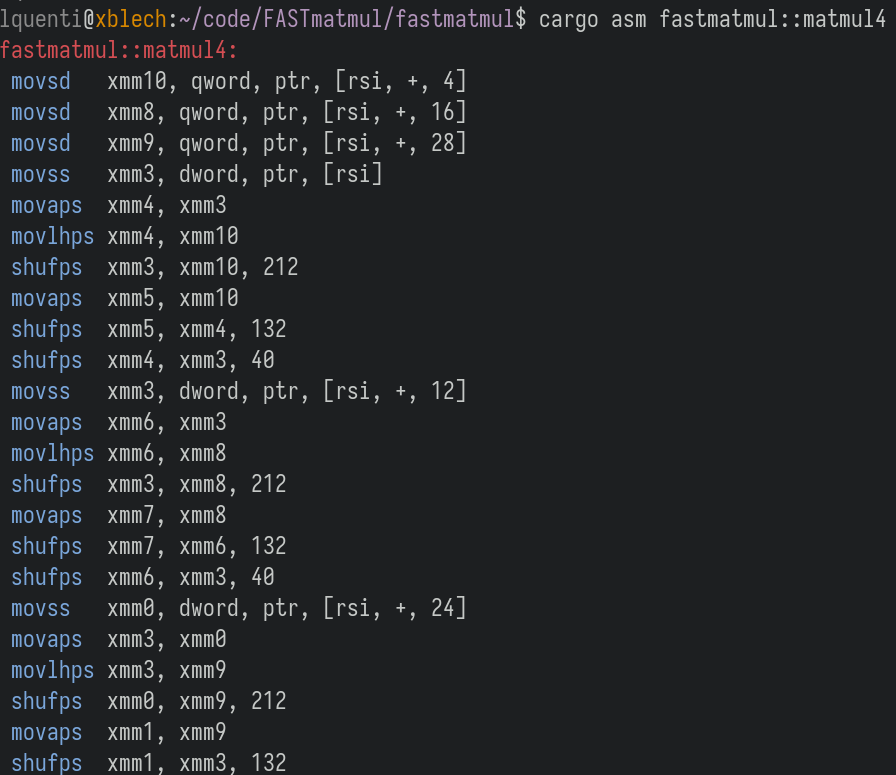 lquenti@xblech:~/code/FASTmatmul/fastmatmul$ cargo asm fastmatmul::matmul4
fastmatmul::matmul4:
movsd xmm10, qword, ptr, [rsi, +, 4]
movsd xmm8, qword, ptr, [rsi, +, 16]
movsd xmm9, qword, ptr, [rsi, +, 28]
movss xmm3, dword, ptr, [rsi]
movaps xmm4, xmm3
movlhps xmm4, xmm10
shufps xmm3, xmm10, 212
movaps xmm5, xmm10
shufps xmm5, xmm4, 132
shufps xmm4, xmm3, 40
movss xmm3, dword, ptr, [rsi, +, 12]
movaps xmm6, xmm3
movlhps xmm6, xmm8
shufps xmm3, xmm8, 212
movaps xmm7, xmm8
shufps xmm7, xmm6, 132
shufps xmm6, xmm3, 40
movss xmm0, dword, ptr, [rsi, +, 24]
movaps xmm3, xmm0
movlhps xmm3, xmm9
shufps xmm0, xmm9, 212
movaps xmm1, xmm9
shufps xmm1, xmm3, 132